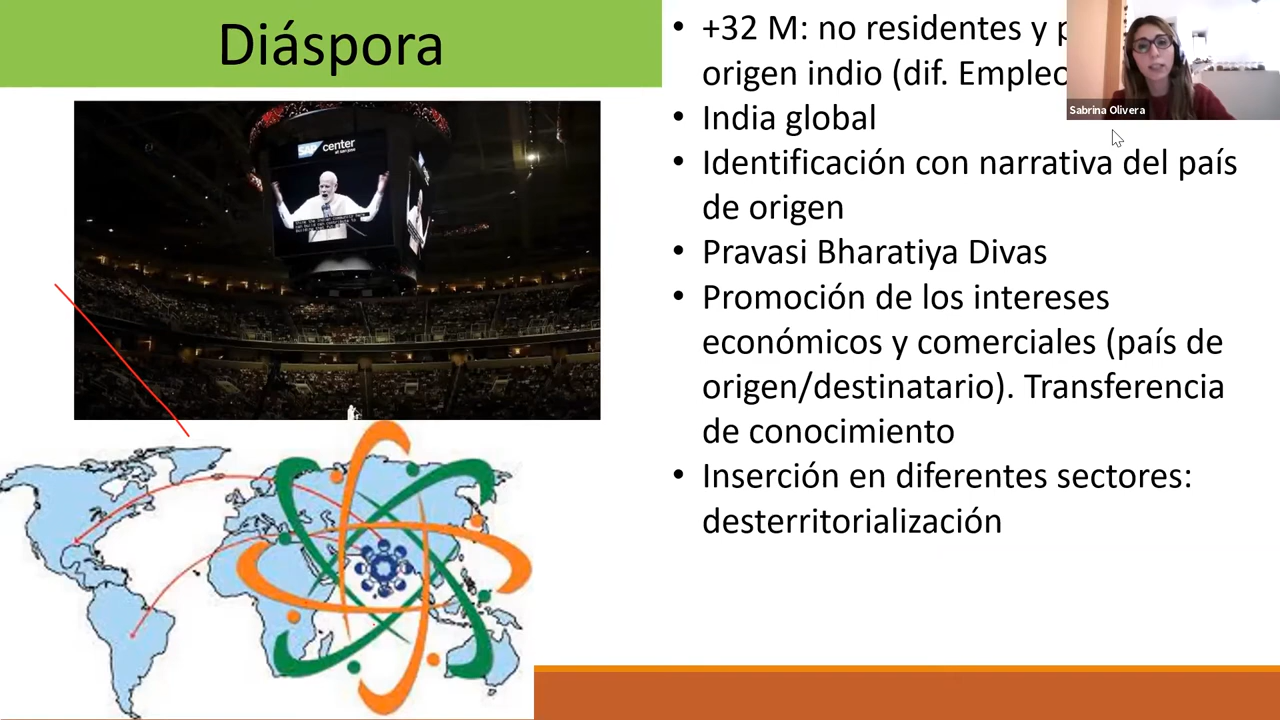 Diáspora
SAP center
+32 M: no residentes y
origen indio (dif. Empleo
India global
Identificación con narrativa del país
de origen
Pravasi Bharatiya Divas
Promoción de los intereses
económicos y comerciales (país de
origen/destinatario). Transferencia
de conocimiento
Inserción en diferentes sectores:
desterritorialización
Sabrina Olivera